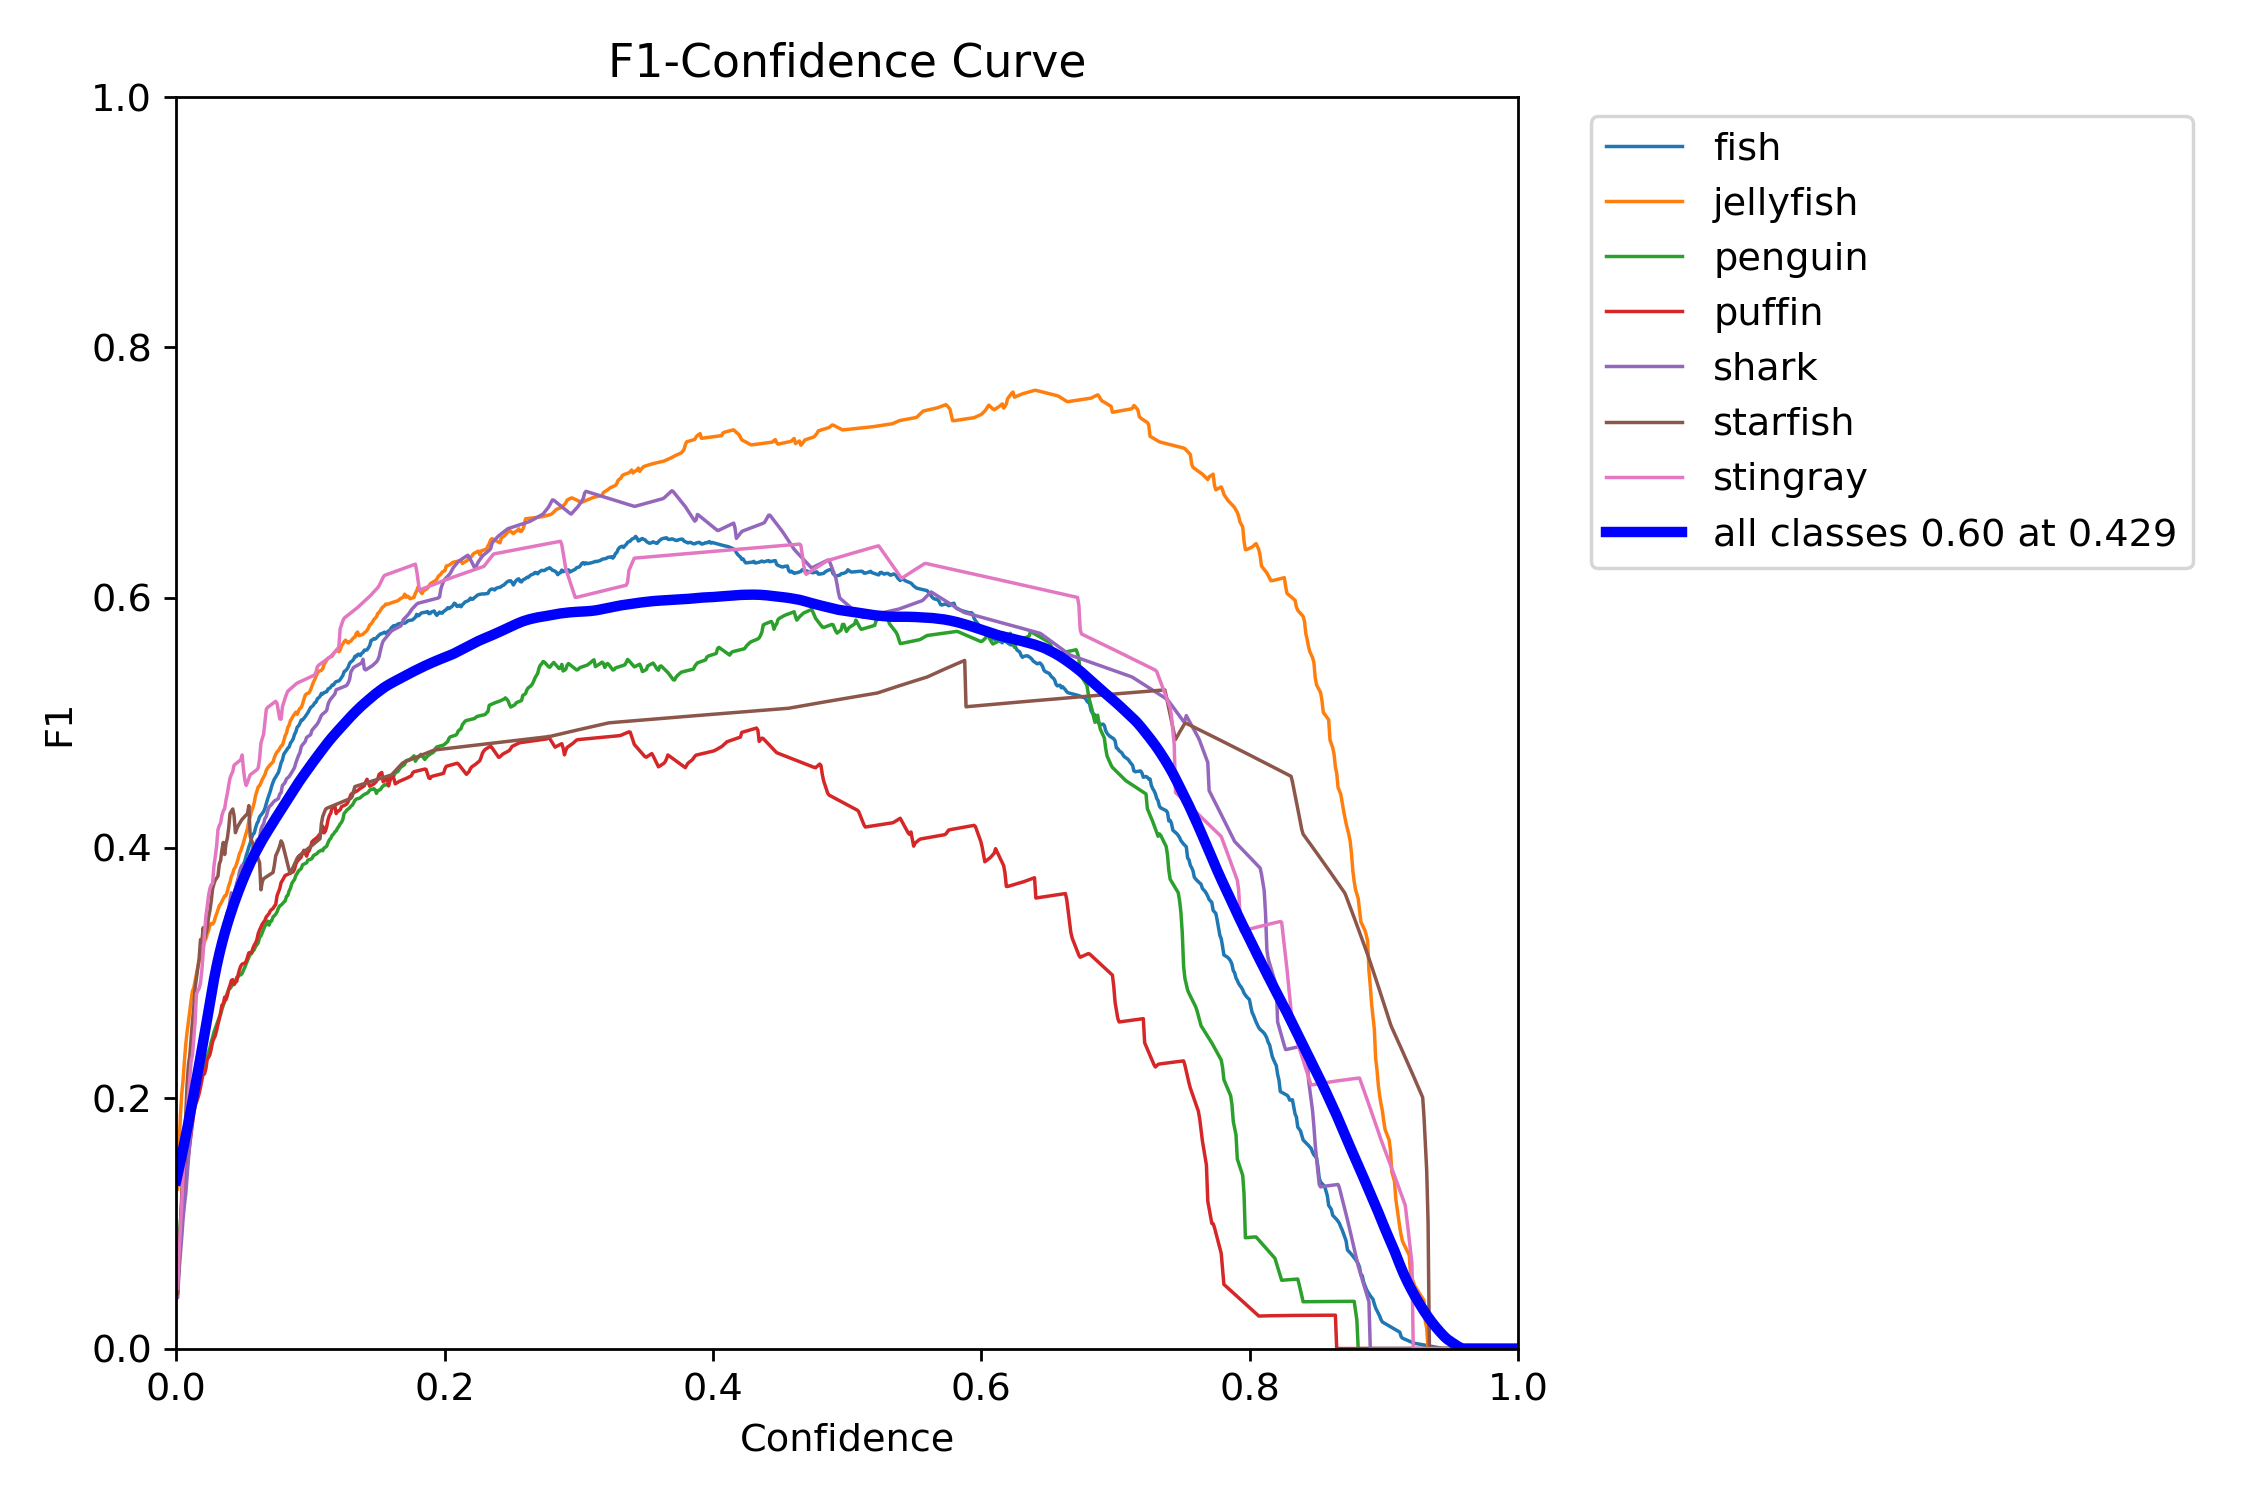 F1-Confidence Curve
1.0
0.8
0.6
0.4
0.2
0.0
F1
0.0 0.2 0.4 0.6 0.8 1.0
Confidence
fish
jellyfish
penguin
puffin
shark
starfish
stingray
all classes 0.60 at 0.429